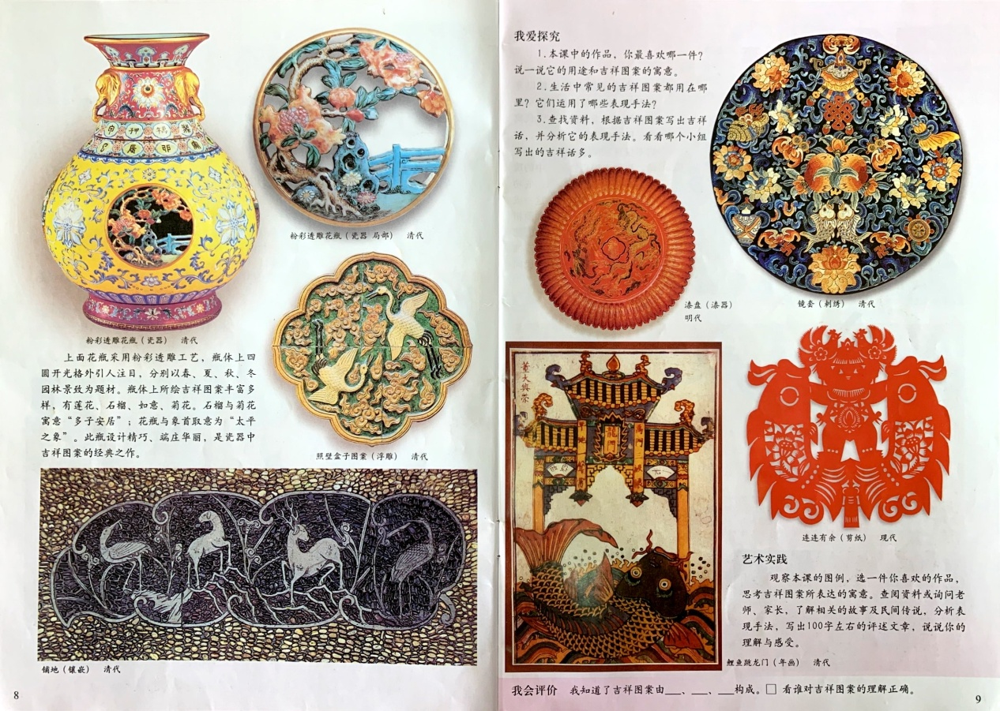 粉彩透雕花瓶（瓷器 局部） 清代
粉彩透雕花瓶（瓷器） 清代
上面花瓶采用粉彩透雕工艺，瓶体上四
圆开光格外引人注目，分别以春、夏、秋、冬
园林景致为题材。瓶体上所绘吉祥图案丰富多
样，有莲花、石榴、如意、菊花。石榴与菊花
寓意“多子安居”；花瓶与象首取意为“太平
之象”。此瓶设计精巧、端庄华丽，是瓷器中
吉祥图案的经典之作。
照壁盒子图案（浮雕） 清代
铺地（镶嵌） 清代
8
我爱探究
1.本课中的作品，你最喜欢哪一件？
说一说它的用途和吉祥图案的寓意。
2.生活中常见的吉祥图案都用在哪
里？它们运用了哪些表现手法？
3.查找资料，根据吉祥图案写出吉祥
话，并分析它的表现手法。看看哪个小组
写出的吉祥话多。
漆盘（漆器）
明代
镜套（刺绣） 清代
龍門
连连有余（剪纸） 现代
艺术实践
观察本课的图例，选一件你喜欢的作品，
思考吉祥图案所表达的寓意。查阅资料或询问老
师、家长，了解相关的故事及民间传说，分析表
现手法，写出100字左右的评述文章，说说你的
理解与感受。
鲤鱼跳龙门（年画） 清代
我会评价 我知道了吉祥图案由___、___、___构成。□ 看谁对吉祥图案的理解正确。
9